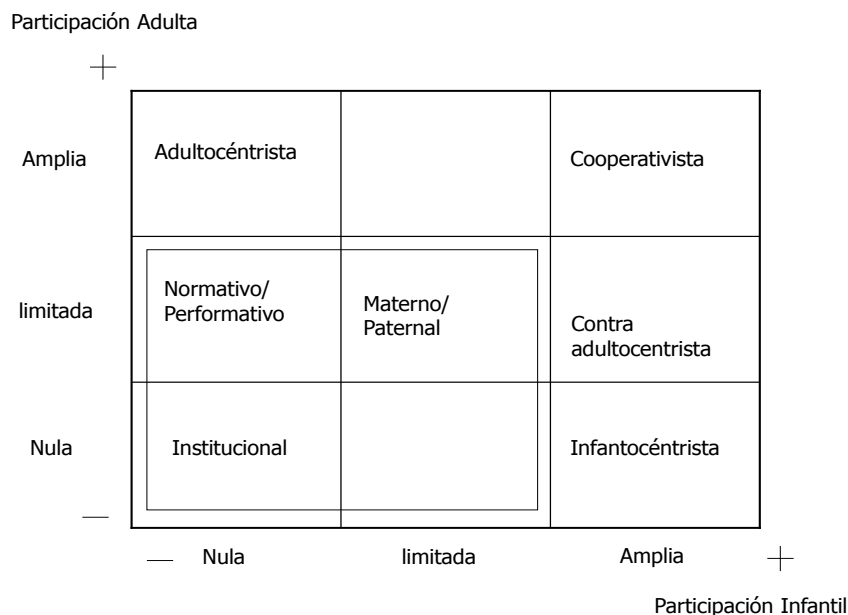 Participación Adulta
+
Amplia
Adultocéntrista
Cooperativista
limitada
Normativo/
Performativo
Materno/
Paternal
Contra
adultocentrista
Nula
Institucional
Infantocéntrista
—
— Nula limitada Amplia +
Participación Infantil